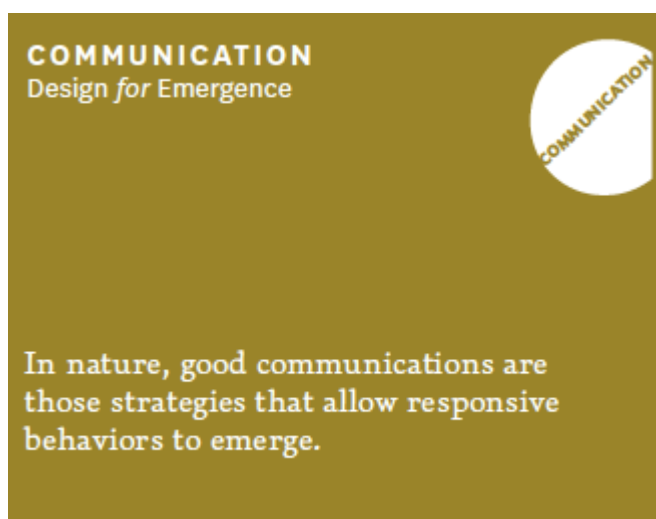 COMMUNICATION
Design for Emergence
COMMUNICATION
In nature, good communications are
those strategies that allow responsive
behaviors to emerge.